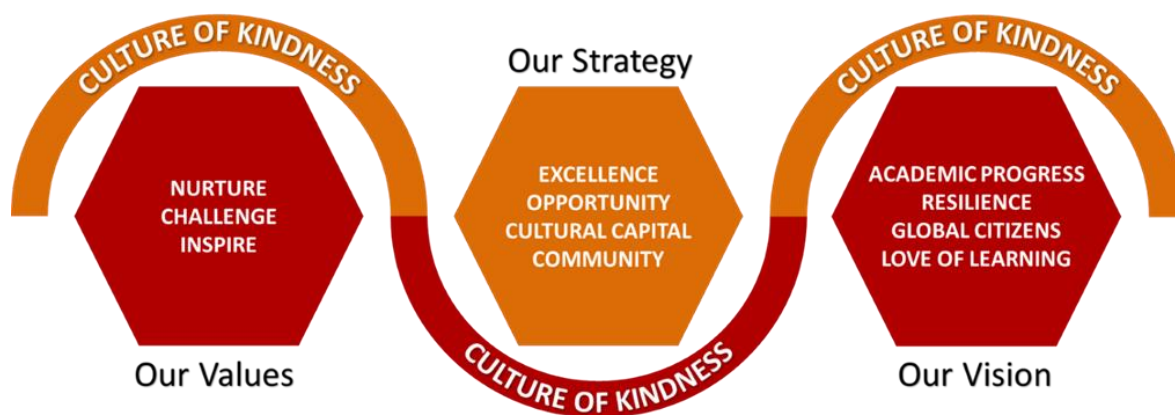 CULTURE OF KINDNESS
NURTURE
CHALLENGE
INSPIRE
Our Values
Our Strategy
EXCELLENCE
OPPORTUNITY
CULTURAL CAPITAL
COMMUNITY
CULTURE OF KINDNESS
CULTURE OF KINDNESS
ACADEMIC PROGRESS
RESILIENCE
GLOBAL CITIZENS
LOVE OF LEARNING
Our Vision